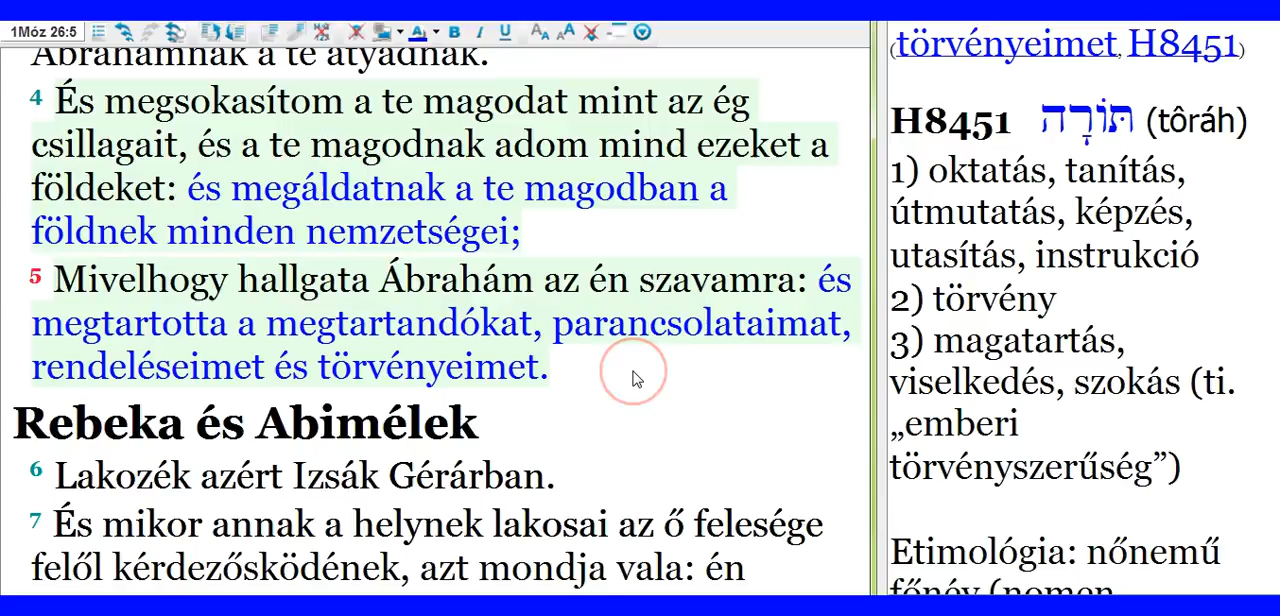 1Móz 26:5
Ábrahámnak a te atyádnak.
4 És megsokasítom a te magodat mint az ég
csillagait, és a te magodnak adom mind ezeket a
földeket: és megáldatnak a te magodban a
földnek minden nemzetségei;
5 Mivelhogy hallgata Ábrahám az én szavamra: és
megtartotta a megtartandókat, parancsolataimat,
rendeléseimet és törvényeimet.
Rebeka és Abimélek
6 Lakozék azért Izsák Gérárban.
7 És mikor annak a helynek lakosai az ő felesége
felől kérdezősködének, azt mondja vala: én
(törvényeimet, H8451)
H8451 תּוֹרָה (tôráh)
1) oktatás, tanítás,
útmutatás, képzés,
utasítás, instrukció
2) törvény
3) magatartás,
viselkedés, szokás (ti.
„emberi
törvényszerűség”)
Etimológia: nőnemű
főnév (nomen